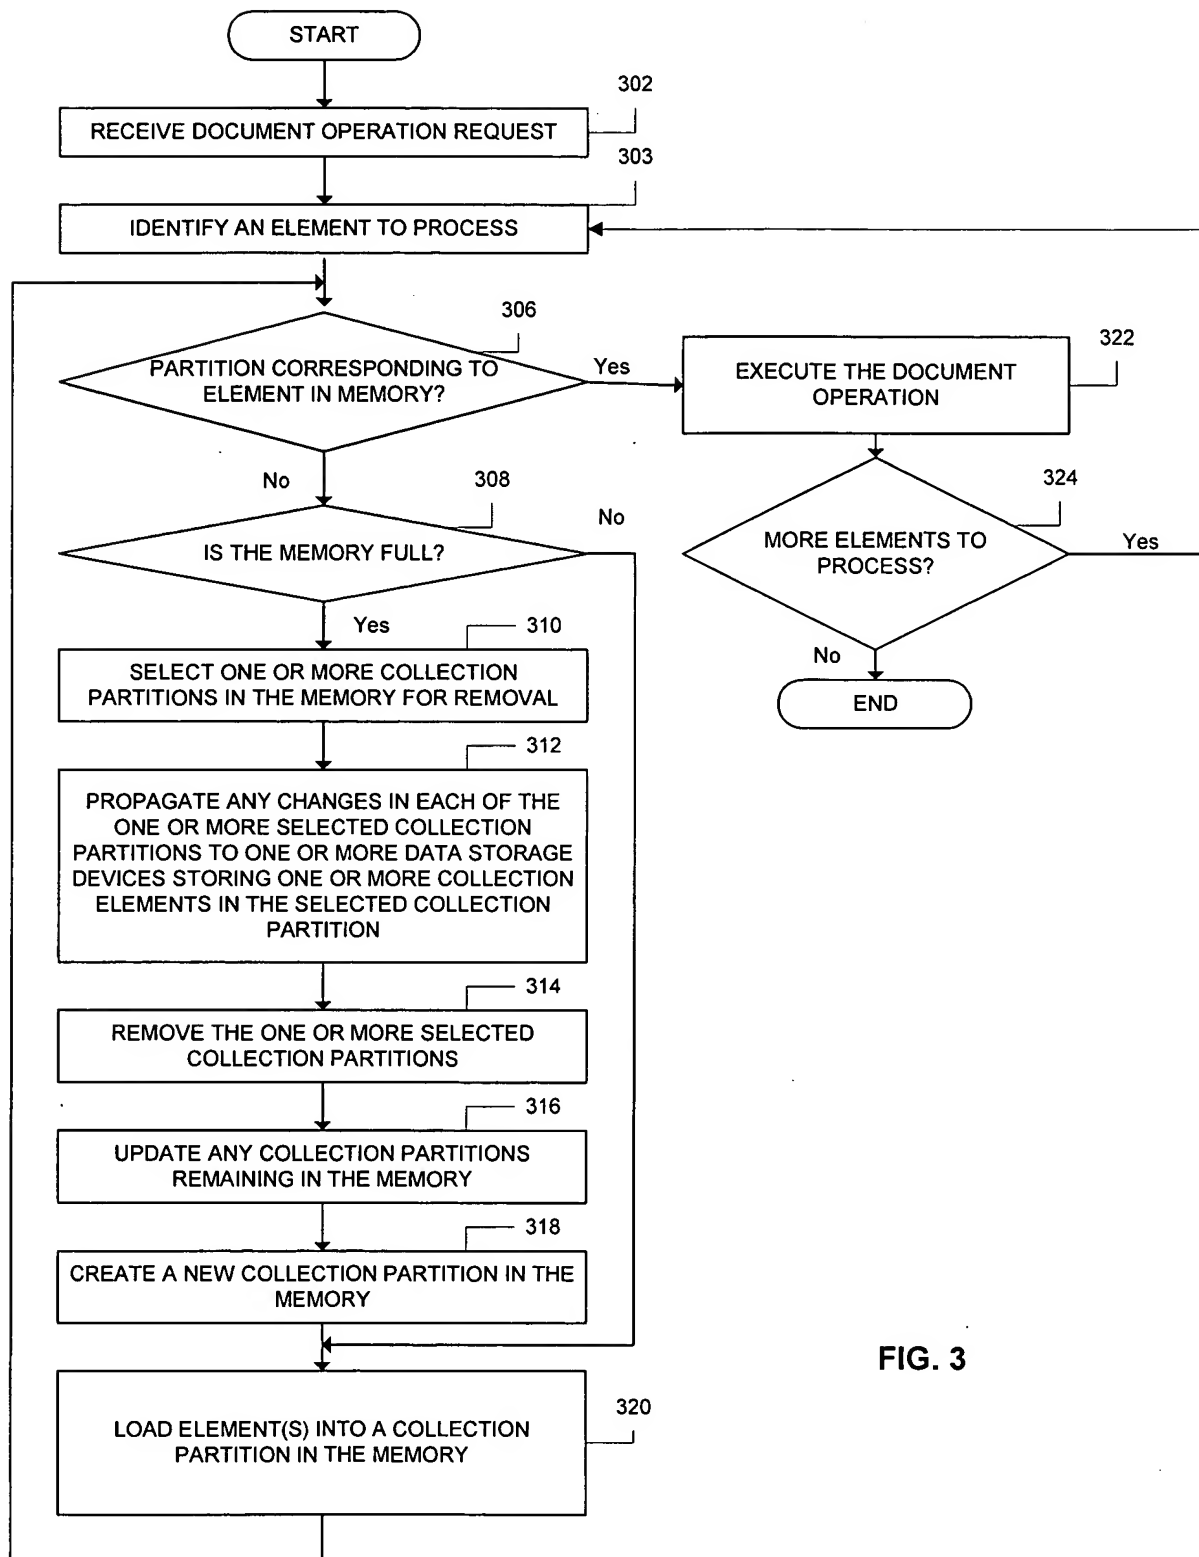 START
302
RECEIVE DOCUMENT OPERATION REQUEST
303
IDENTIFY AN ELEMENT TO PROCESS
306
PARTITION CORRESPONDING TO
ELEMENT IN MEMORY?
Yes
322
EXECUTE THE DOCUMENT
OPERATION
No
308
IS THE MEMORY FULL?
No
324
MORE ELEMENTS TO
PROCESS?
Yes
No
END
Yes
310
SELECT ONE OR MORE COLLECTION
PARTITIONS IN THE MEMORY FOR REMOVAL
312
PROPAGATE ANY CHANGES IN EACH OF THE
ONE OR MORE SELECTED COLLECTION
PARTITIONS TO ONE OR MORE DATA STORAGE
DEVICES STORING ONE OR MORE COLLECTION
ELEMENTS IN THE SELECTED COLLECTION
PARTITION
314
REMOVE THE ONE OR MORE SELECTED
COLLECTION PARTITIONS
316
UPDATE ANY COLLECTION PARTITIONS
REMAINING IN THE MEMORY
318
CREATE A NEW COLLECTION PARTITION IN THE
MEMORY
320
LOAD ELEMENT(S) INTO A COLLECTION
PARTITION IN THE MEMORY
FIG. 3